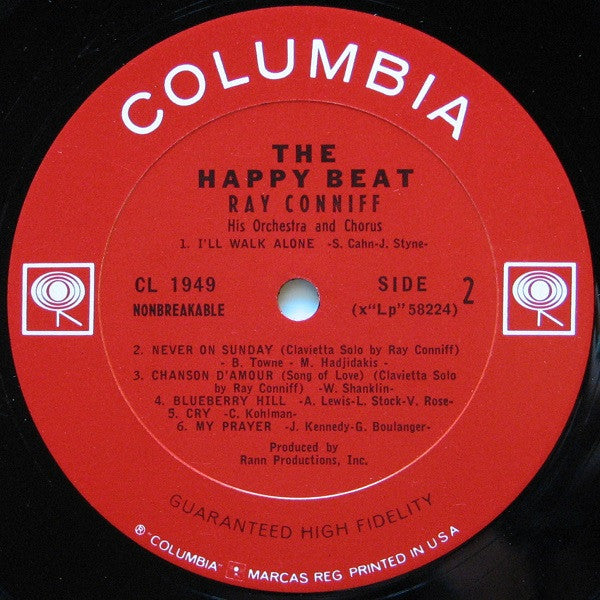 COLUMBIA
THE
HAPPY BEAT
RAY CONNIFF
His Orchestra and Chorus
1. I'LL WALK ALONE -S. Cahn-J. Styne-
CL 1949
NONBREAKABLE
SIDE 2
(x"Lp" 58224)
2. NEVER ON SUNDAY (Clavietta Solo by Ray Conniff)
- B. Towne - M. Hadjidakis -
3. CHANSON D'AMOUR (Song of Love) (Clavietta Solo
by Ray Conniff) -W. Shanklin-
4. BLUEBERRY HILL -A. Lewis-L. Stock-V. Rose-
5. CRY -C. Kohlman-
6. MY PRAYER -J. Kennedy-G. Boulanger-
Produced by
Rann Productions, Inc.
GUARANTEED HIGH FIDELITY
® "COLUMBIA" MARCAS REG. PRINTED IN U.S.A.